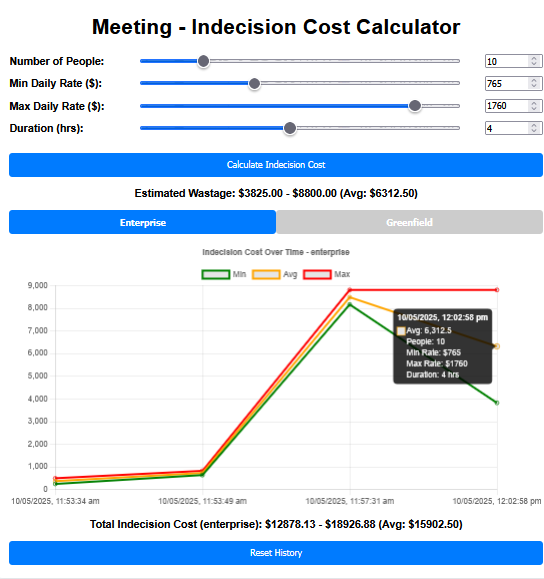 Meeting - Indecision Cost Calculator
Number of People: 10
Min Daily Rate ($): 765
Max Daily Rate ($): 1760
Duration (hrs): 4
Calculate Indecision Cost
Estimated Wastage: $3825.00 - $8800.00 (Avg: $6312.50)
Enterprise Greenfield
Indecision Cost Over Time - enterprise
Min Avg Max
9,000
8,000
7,000
6,000
5,000
4,000
3,000
2,000
1,000
0
10/05/2025, 12:02:58 pm
Avg: 6,312.5
People: 10
Min Rate: $765
Max Rate: $1760
Duration: 4 hrs
10/05/2025, 11:53:34 am 10/05/2025, 11:53:49 am 10/05/2025, 11:57:31 am 10/05/2025, 12:02:58 pm
Total Indecision Cost (enterprise): $12878.13 - $18926.88 (Avg: $15902.50)
Reset History